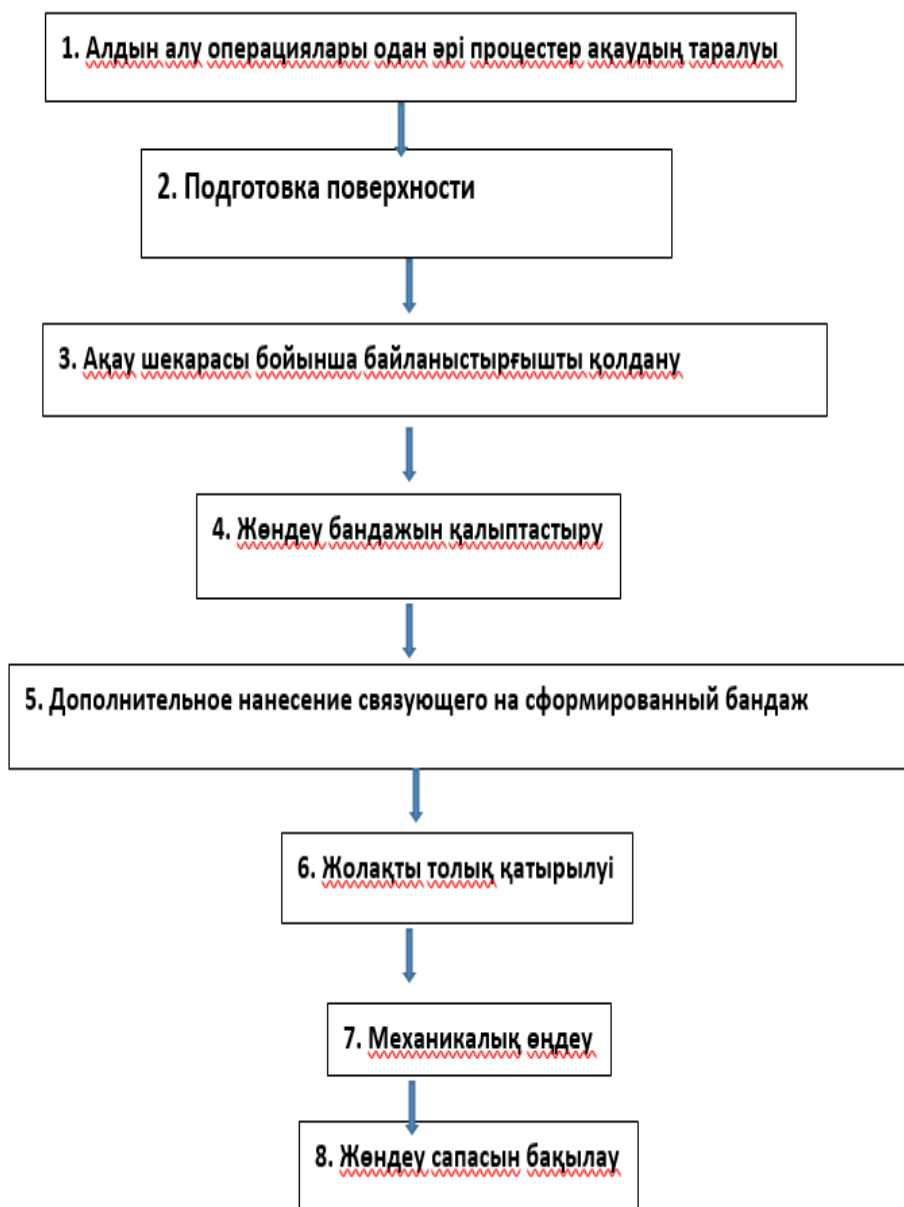 1. Алдын алу операциялары одан әрі процестер ақаудың таралуы
2. Подготовка поверхности
3. Ақау шекарасы бойынша байланыстырғышты қолдану
4. Жөндеу бандажын қалыптастыру
5. Дополнительное нанесение связующего на сформированный бандаж
6. Жолақты толық қатырылуі
7. Механикалық өңдеу
8. Жөндеу сапасын бақылау